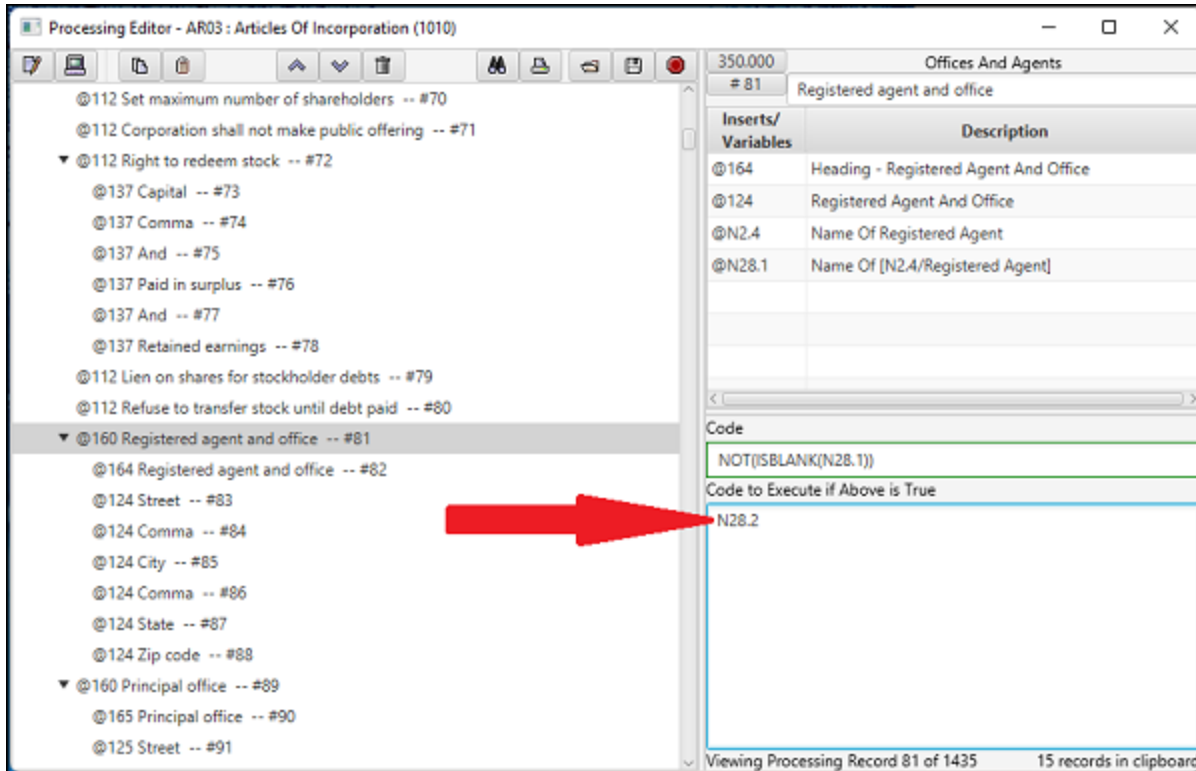 Processing Editor - AR03 : Articles Of Incorporation (1010)
@112 Set maximum number of shareholders -- #70
@112 Corporation shall not make public offering -- #71
@112 Right to redeem stock -- #72
@137 Capital -- #73
@137 Comma -- #74
@137 And -- #75
@137 Paid in surplus -- #76
@137 And -- #77
@137 Retained earnings -- #78
@112 Lien on shares for stockholder debts -- #79
@112 Refuse to transfer stock until debt paid -- #80
@160 Registered agent and office -- #81
@164 Registered agent and office -- #82
@124 Street -- #83
@124 Comma -- #84
@124 City -- #85
@124 Comma -- #86
@124 State -- #87
@124 Zip code -- #88
@160 Principal office -- #89
@165 Principal office -- #90
@125 Street -- #91
350.000 Offices And Agents
# 81 Registered agent and office
Inserts/ Variables Description
@164 Heading - Registered Agent And Office
@124 Registered Agent And Office
@N2.4 Name Of Registered Agent
@N28.1 Name Of [N2.4/Registered Agent]
Code
NOT(ISBLANK(N28.1))
Code to Execute if Above is True
N28.2
Viewing Processing Record 81 of 1435 15 records in clipboard